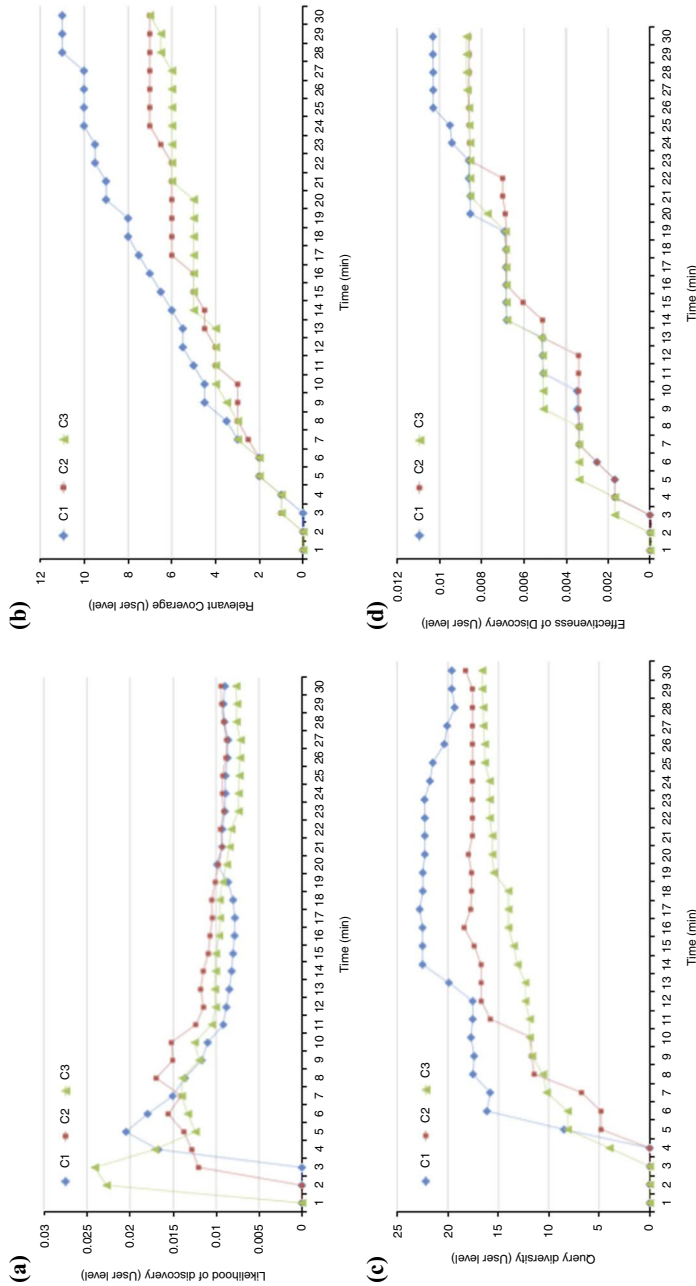 (a)
0.03
0.025
0.02
0.015
0.01
0.005
0
Likelihood of discovery (User level)
C1 C2 C3
1 2 3 4 5 6 7 8 9 10 11 12 13 14 15 16 17 18 19 20 21 22 23 24 25 26 27 28 29 30
Time (min)
(b)
12
10
8
6
4
2
0
Relevant Coverage (User level)
C1 C2 C3
1 2 3 4 5 6 7 8 9 10 11 12 13 14 15 16 17 18 19 20 21 22 23 24 25 26 27 28 29 30
Time (min)
(c)
25
20
15
10
5
0
Query diversity (User level)
C1 C2 C3
1 2 3 4 5 6 7 8 9 10 11 12 13 14 15 16 17 18 19 20 21 22 23 24 25 26 27 28 29 30
Time (min)
(d)
0.012
0.01
0.008
0.006
0.004
0.002
0
Effectiveness of Discovery (User level)
C1 C2 C3
1 2 3 4 5 6 7 8 9 10 11 12 13 14 15 16 17 18 19 20 21 22 23 24 25 26 27 28 29 30
Time (min)